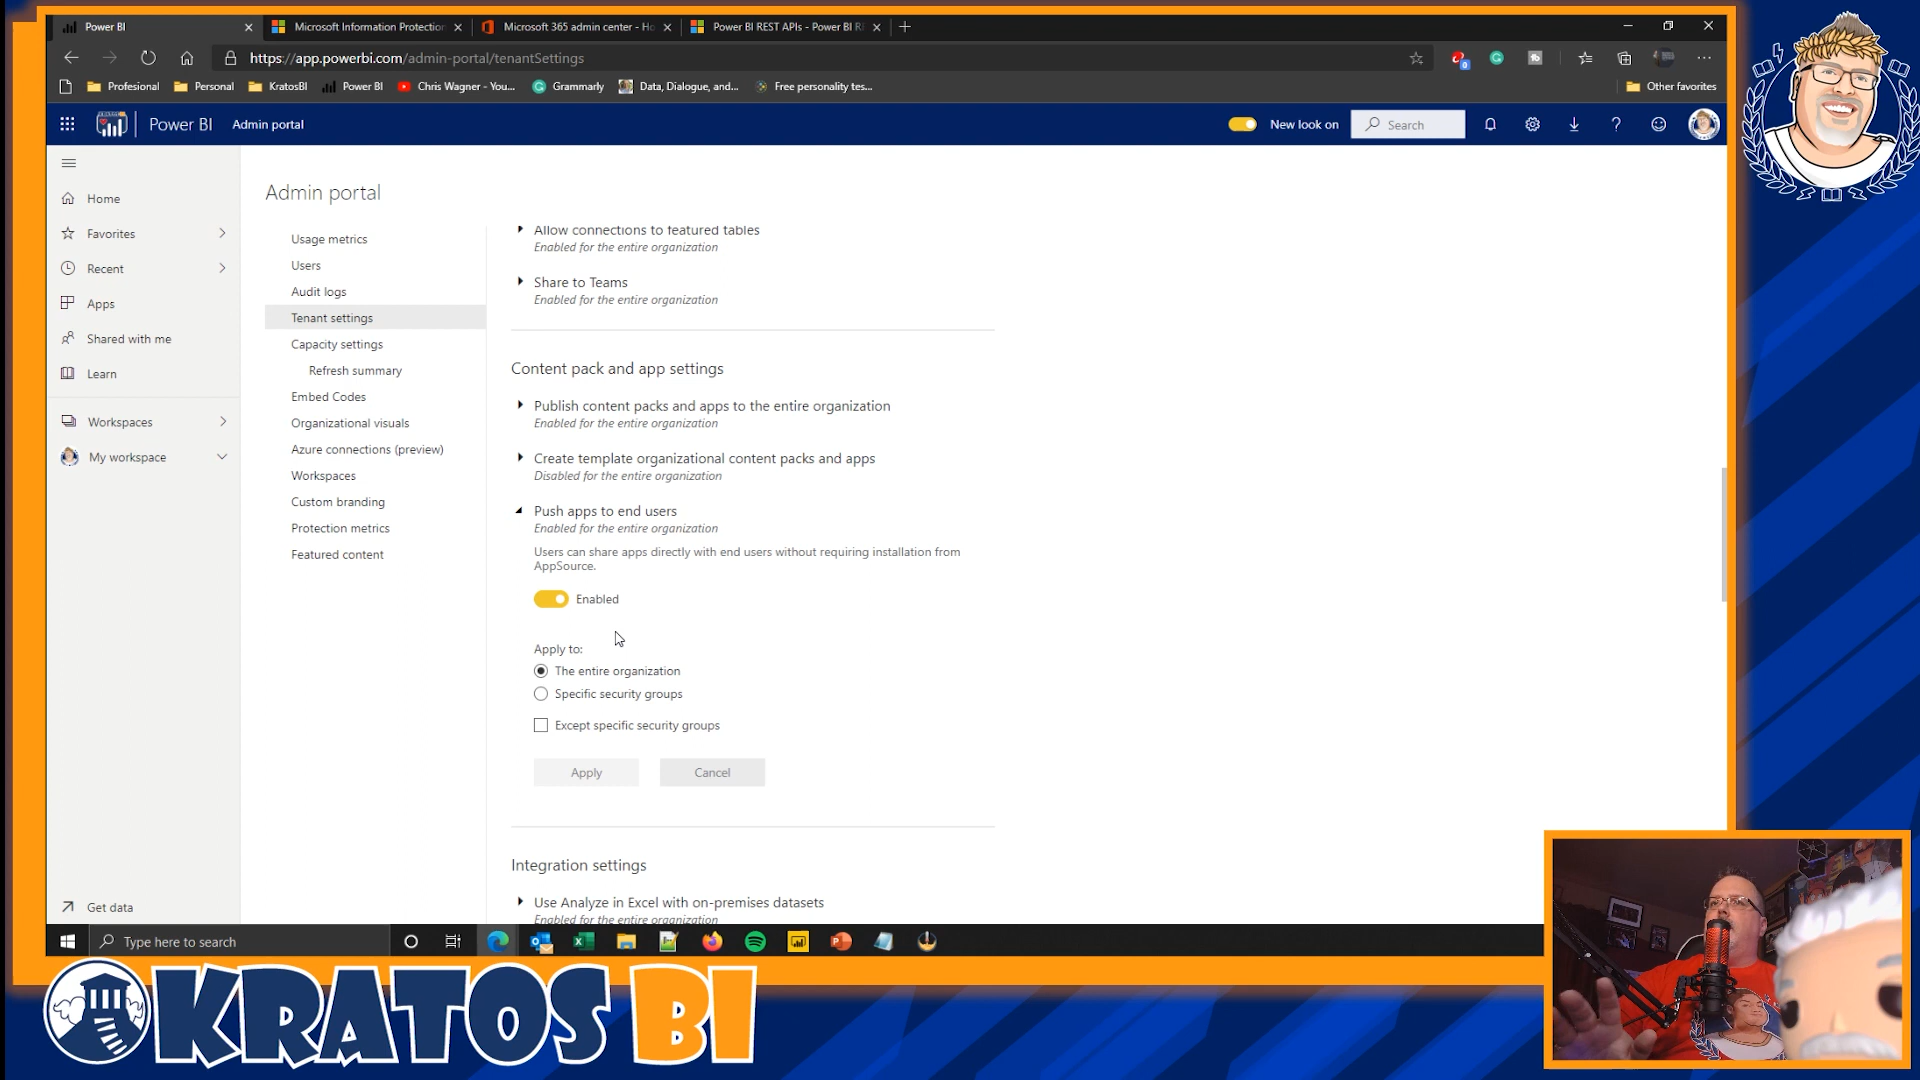 Power BI
Microsoft Information Protection
Microsoft 365 admin center - Ho
Power BI REST APIs - Power BI RE
https://app.powerbi.com/admin-portal/tenantSettings
Profesional
Personal
KratosBI
Power BI
Chris Wagner - You...
Grammarly
Data, Dialogue, and...
Free personality tes...
Other favorites
Power BI
Admin portal
New look on
Search
Home
Favorites
Recent
Apps
Shared with me
Learn
Workspaces
My workspace
Get data
Admin portal
Usage metrics
Users
Audit logs
Tenant settings
Capacity settings
Refresh summary
Embed Codes
Organizational visuals
Azure connections (preview)
Workspaces
Custom branding
Protection metrics
Featured content
Allow connections to featured tables
Enabled for the entire organization
Share to Teams
Enabled for the entire organization
Content pack and app settings
Publish content packs and apps to the entire organization
Enabled for the entire organization
Create template organizational content packs and apps
Disabled for the entire organization
Push apps to end users
Enabled for the entire organization
Users can share apps directly with end users without requiring installation from
AppSource.
Enabled
Apply to:
The entire organization
Specific security groups
Except specific security groups
Apply
Cancel
Integration settings
Use Analyze in Excel with on-premises datasets
Enabled for the entire organization
Type here to search
KRATOS BI